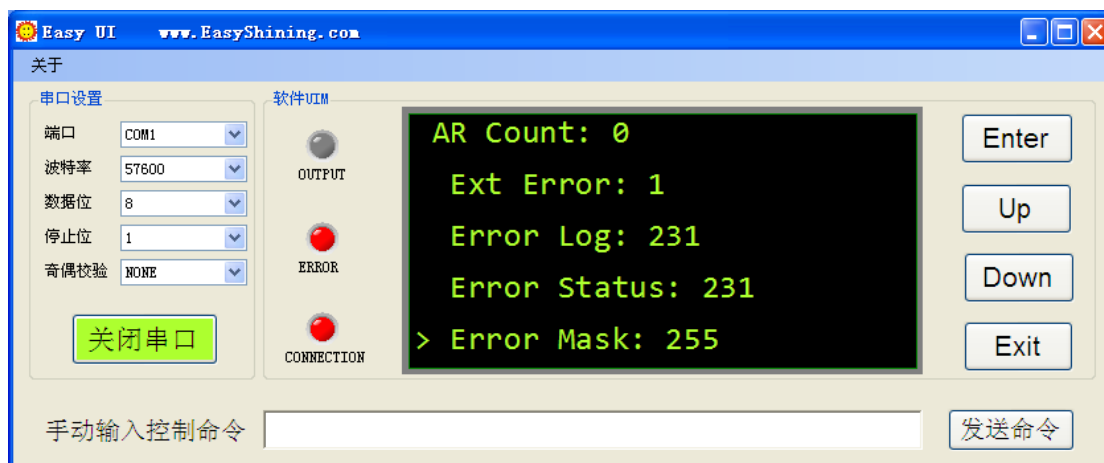 Easy UI www.EasyShining.com
关于
串口设置
端口 COM1
波特率 57600
数据位 8
停止位 1
奇偶校验 NONE
关闭串口
软件UIM
OUTPUT
ERROR
CONNECTION
AR Count: 0
Ext Error: 1
Error Log: 231
Error Status: 231
> Error Mask: 255
Enter
Up
Down
Exit
手动输入控制命令
发送命令